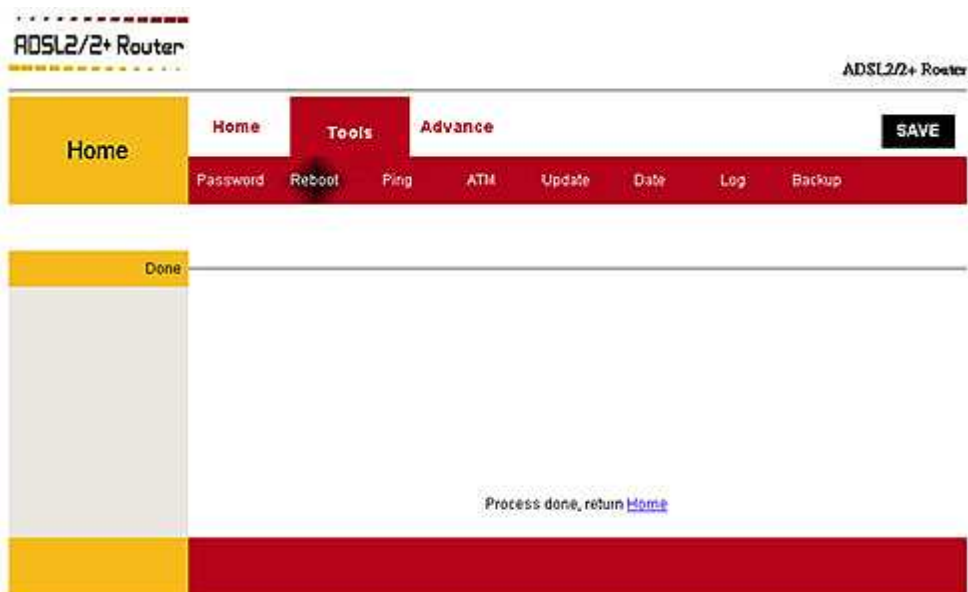 ADSL2/2+ Router
ADSL2/2+ Router
Home
Home Tools Advance
SAVE
Password Reboot Ping ATM Update Date Log Backup
Done
Process done, return Home